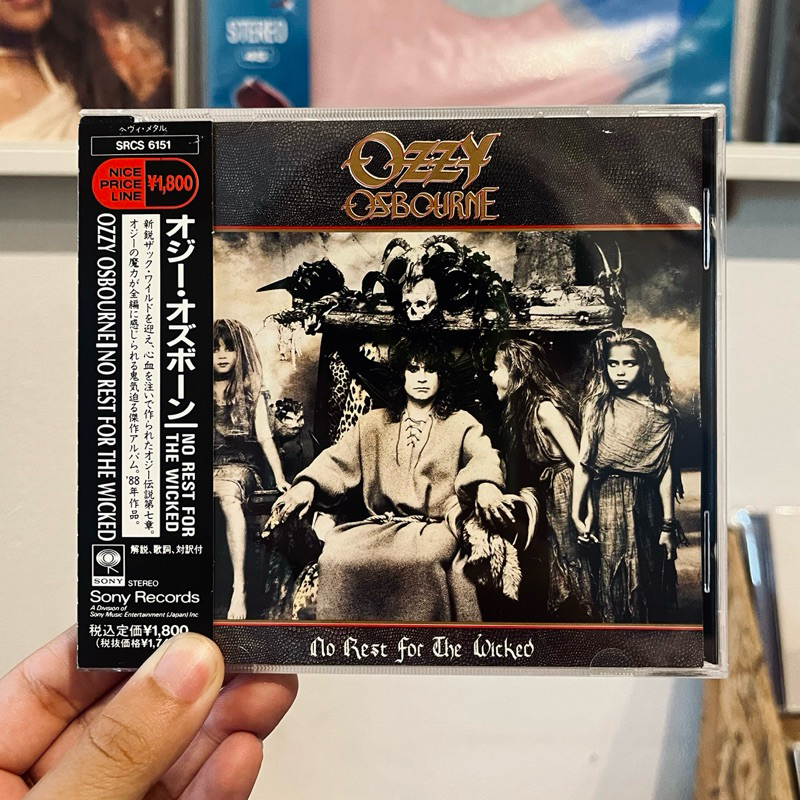 STEREO
ヘヴィ・メタル
SRCS 6151
NICE
PRICE
LINE
¥1,800
オジー・オズボーン
NO REST FOR
THE WICKED
新鋭ザック・ワイルドを迎え、心血を注いで作られたオジー伝説第七章。
オジーの魔力が全編に感じられる鬼気迫る傑作アルバム。'88年作品。
OZZY OSBOURNE NO REST FOR THE WICKED
解説、歌詞、対訳付
SONY
STEREO
Sony Records
A Division of
Sony Music Entertainment (Japan) Inc
税込定価¥1,800
OZZY
OSBOURNE
No Rest for The Wicked